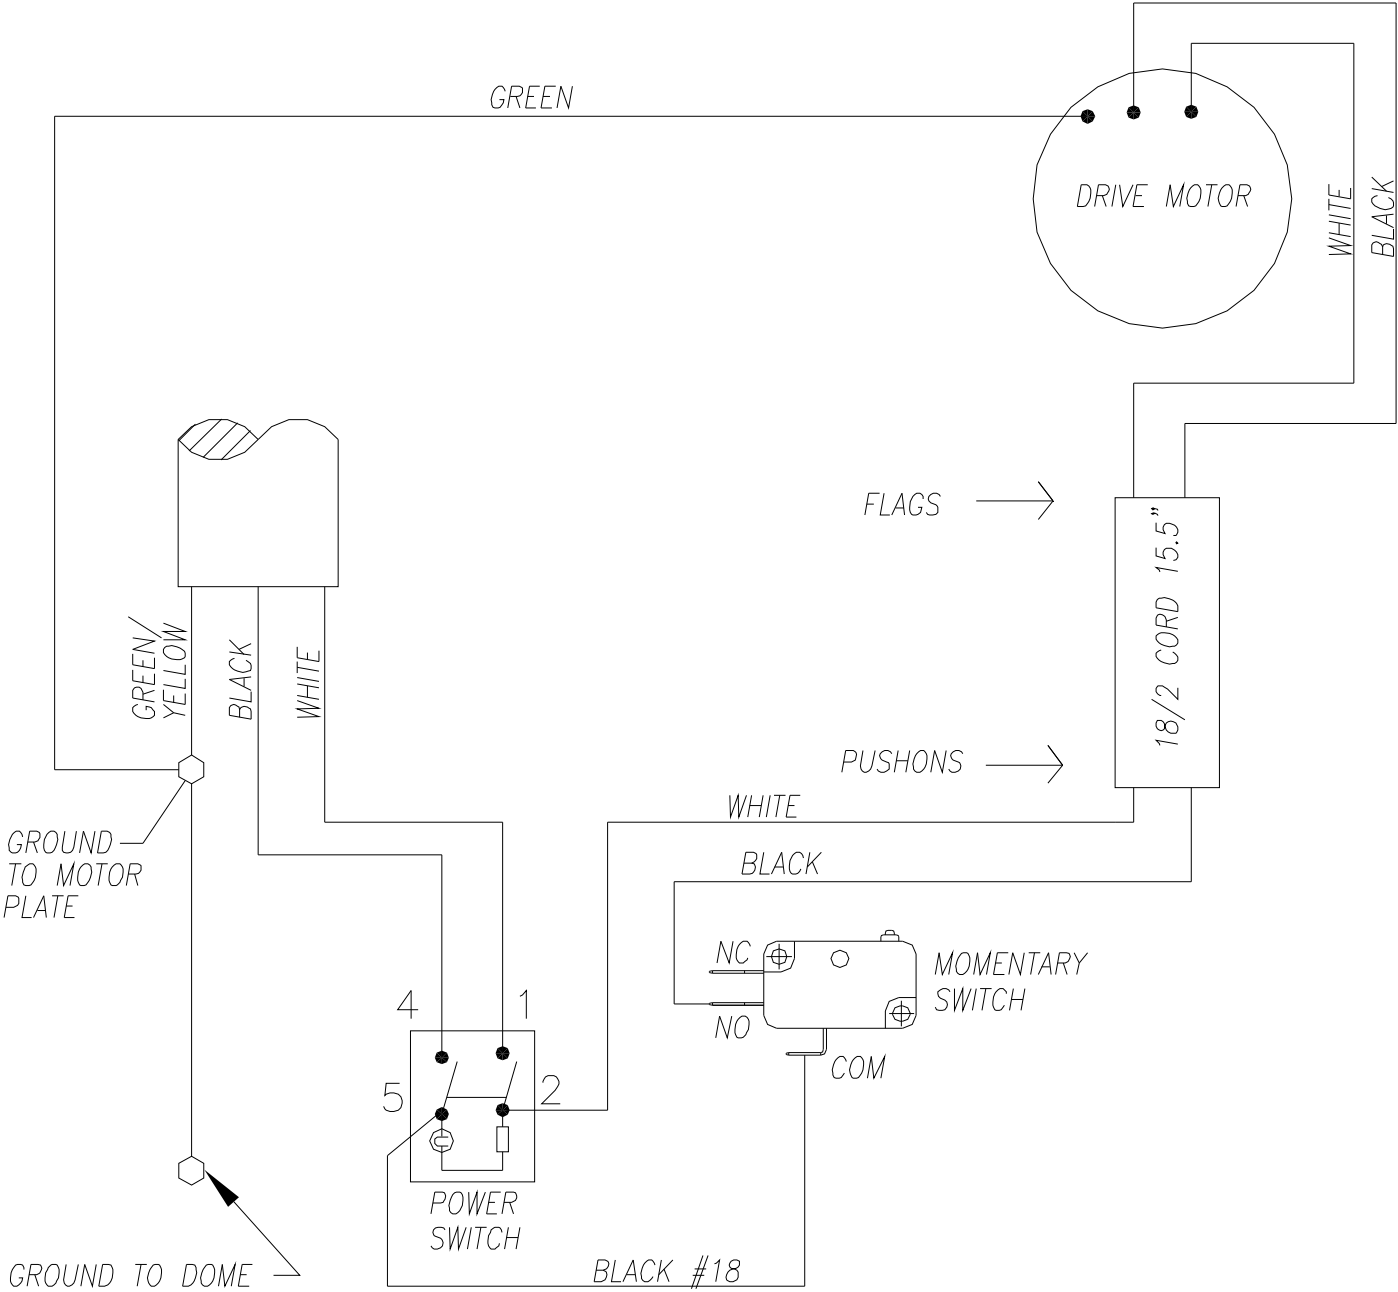 GREEN
DRIVE MOTOR
WHITE
BLACK
FLAGS
18/2 CORD 15.5"
GREEN/
YELLOW
BLACK
WHITE
PUSHONS
WHITE
GROUND
TO MOTOR
PLATE
BLACK
NC
MOMENTARY
SWITCH
NO
4 1
COM
5 2
POWER
SWITCH
BLACK #18
GROUND TO DOME